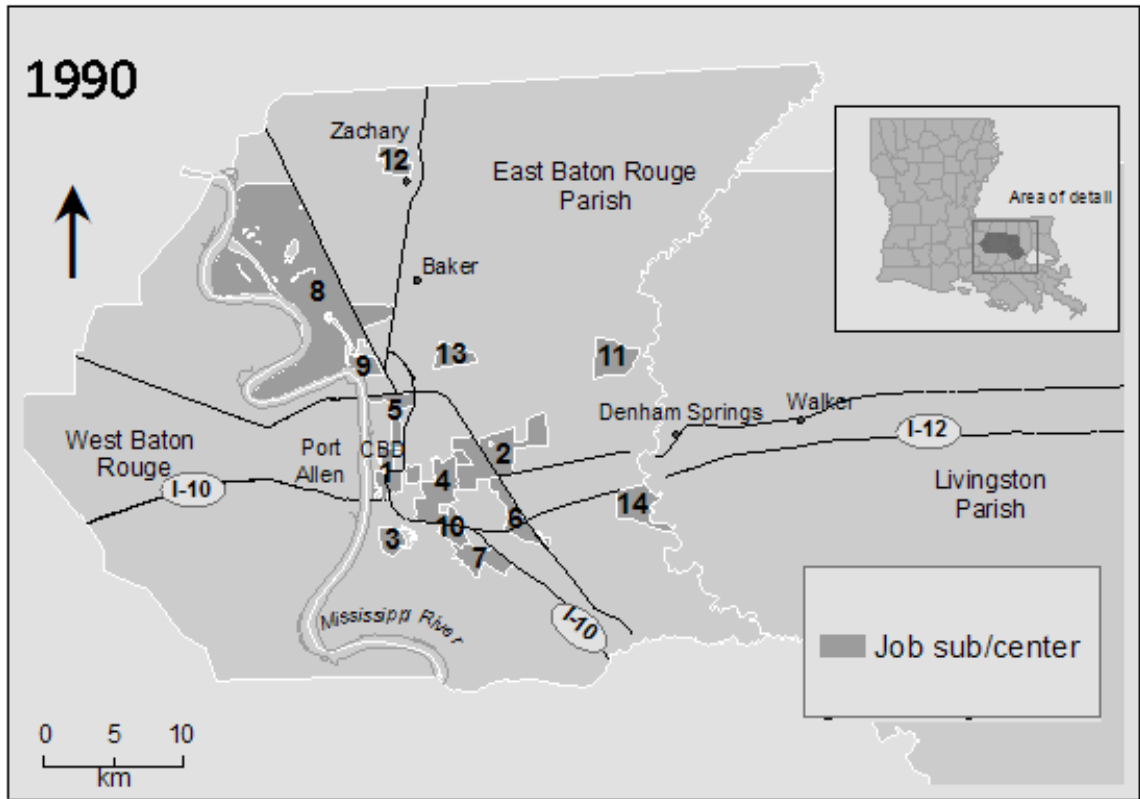 1990
Zachary
12
East Baton Rouge
Parish
Area of detail
Baker
8
13
11
9
5
Denham Springs
Walker
I-12
West Baton
Rouge
Port
Allen
CBD
1
2
4
I-10
Livingston
Parish
14
6
10
3
7
I-10
Mississippi River
Job sub/center
0 5 10
km